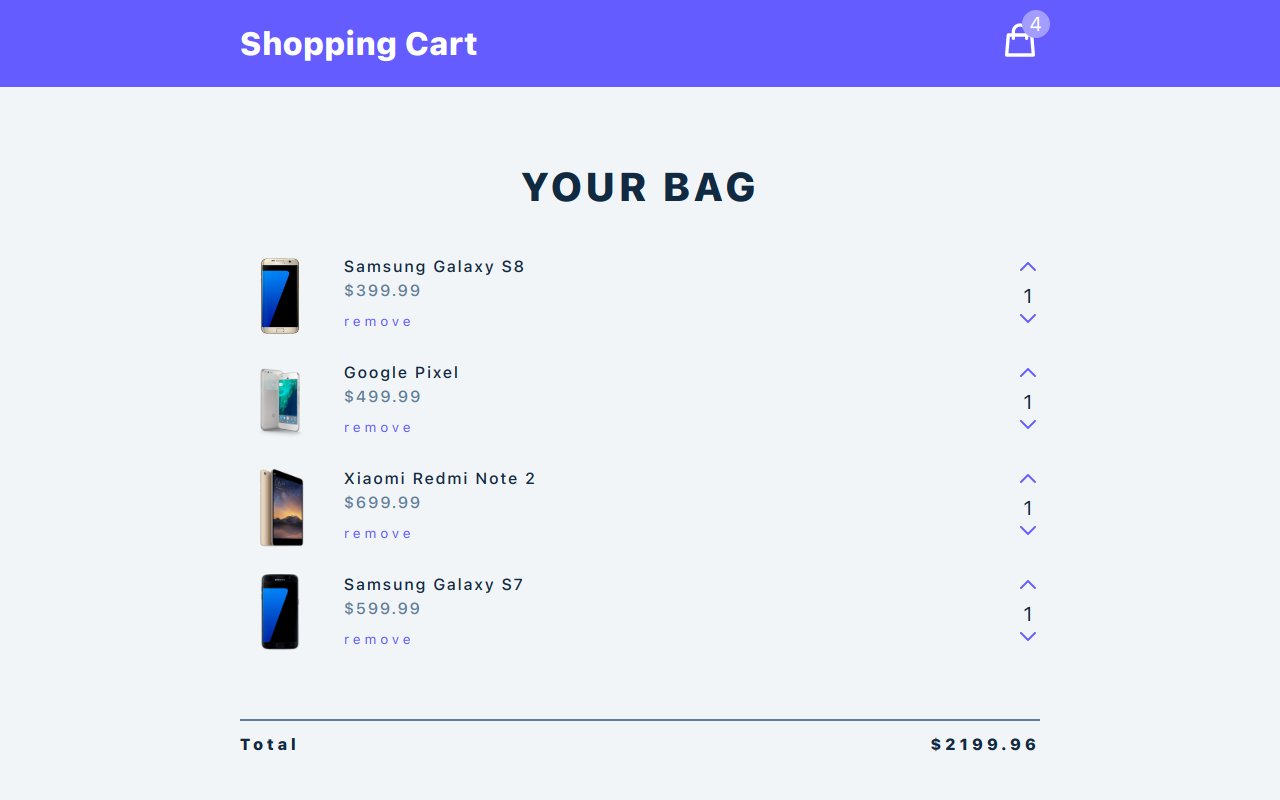 Shopping Cart
4
YOUR BAG
Samsung Galaxy S8
$399.99
remove
1
Google Pixel
$499.99
remove
1
Xiaomi Redmi Note 2
$699.99
remove
1
Samsung Galaxy S7
$599.99
remove
1
Total
$2199.96